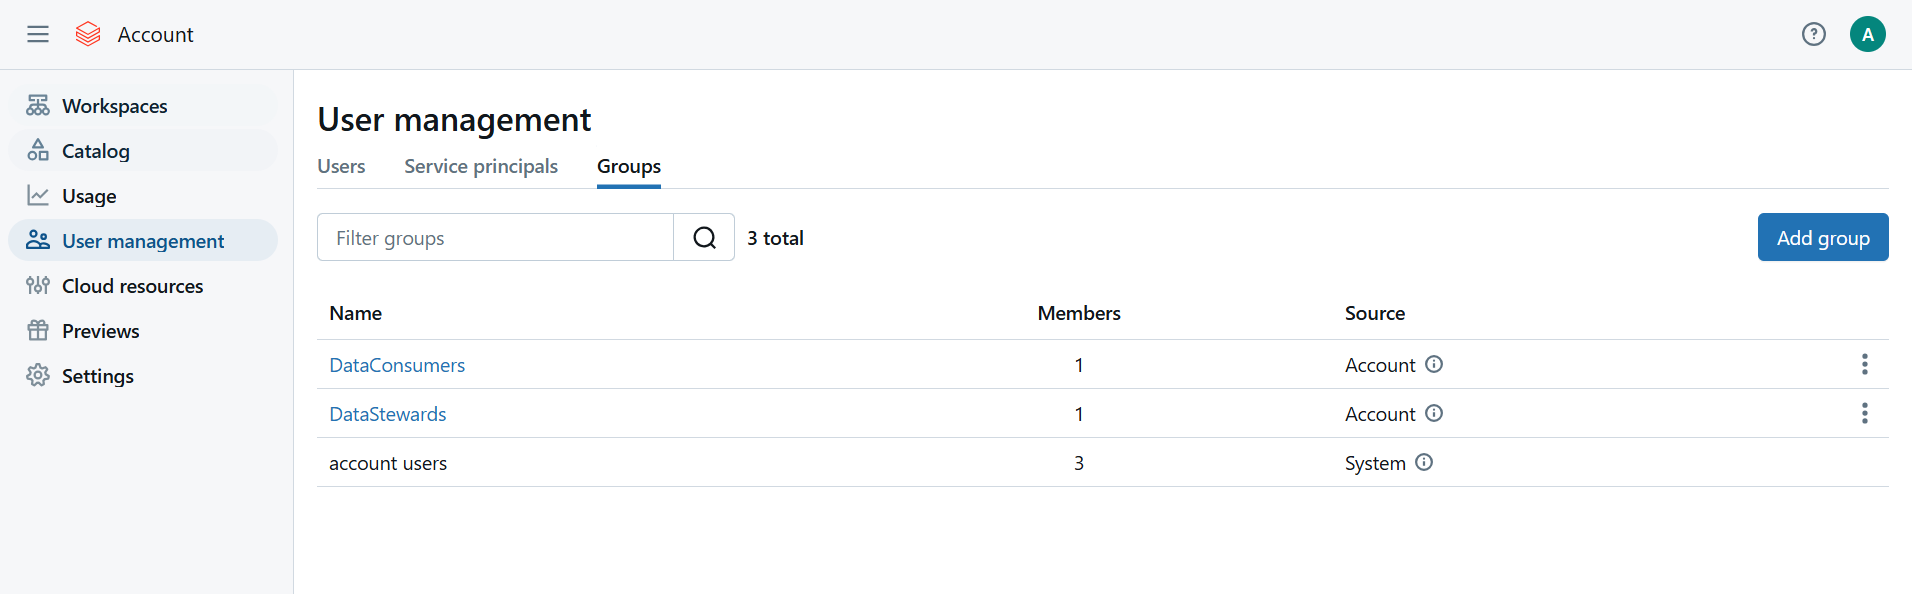 Account
?
A
Workspaces
Catalog
Usage
User management
Cloud resources
Previews
Settings
User management
Users Service principals Groups
Filter groups 3 total Add group
Name Members Source
DataConsumers 1 Account
DataStewards 1 Account
account users 3 System